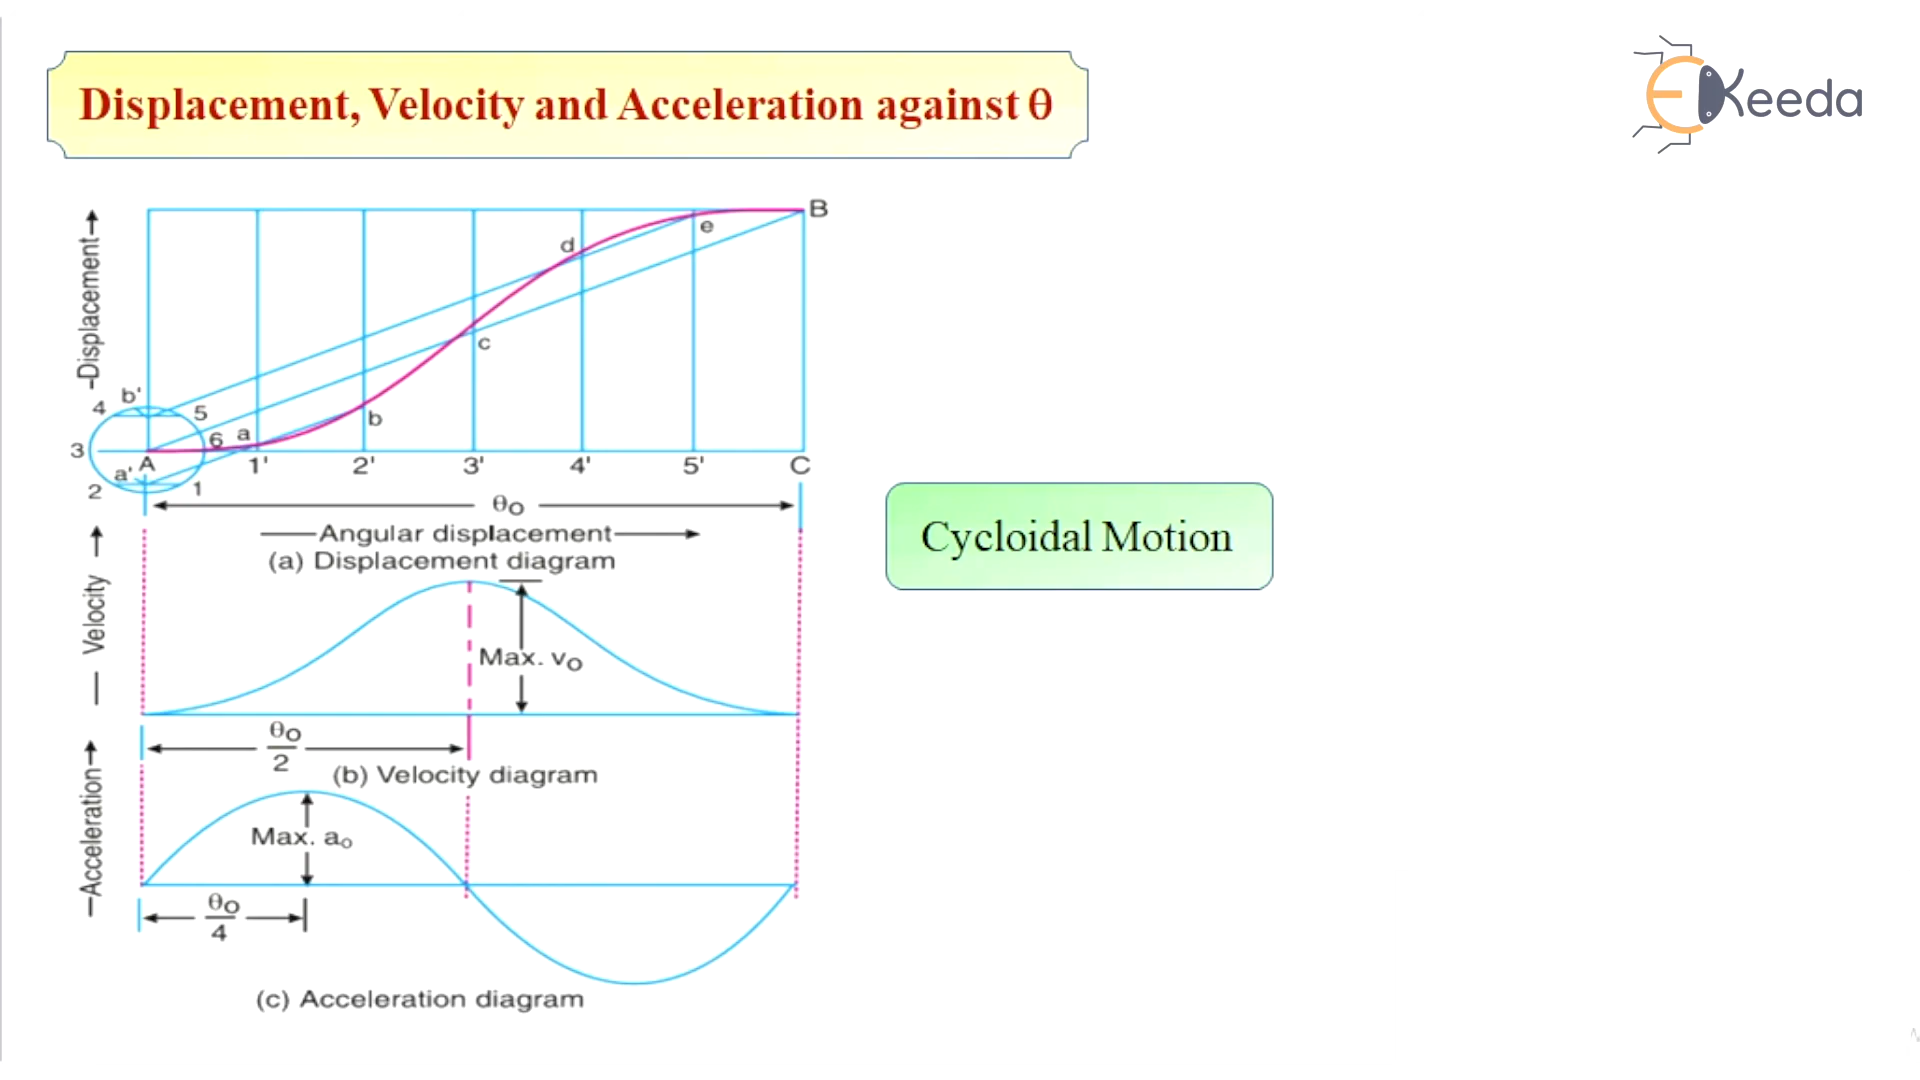 Displacement, Velocity and Acceleration against θ
EKeeda
Displacement
B
e
d
c
b
b'
4
5
6
a
3
A
a'
2
1
1'
2'
3'
4'
5'
C
θo
Angular displacement
(a) Displacement diagram
Cycloidal Motion
Velocity
Max. vo
θo
2
(b) Velocity diagram
Acceleration
Max. ao
θo
4
(c) Acceleration diagram